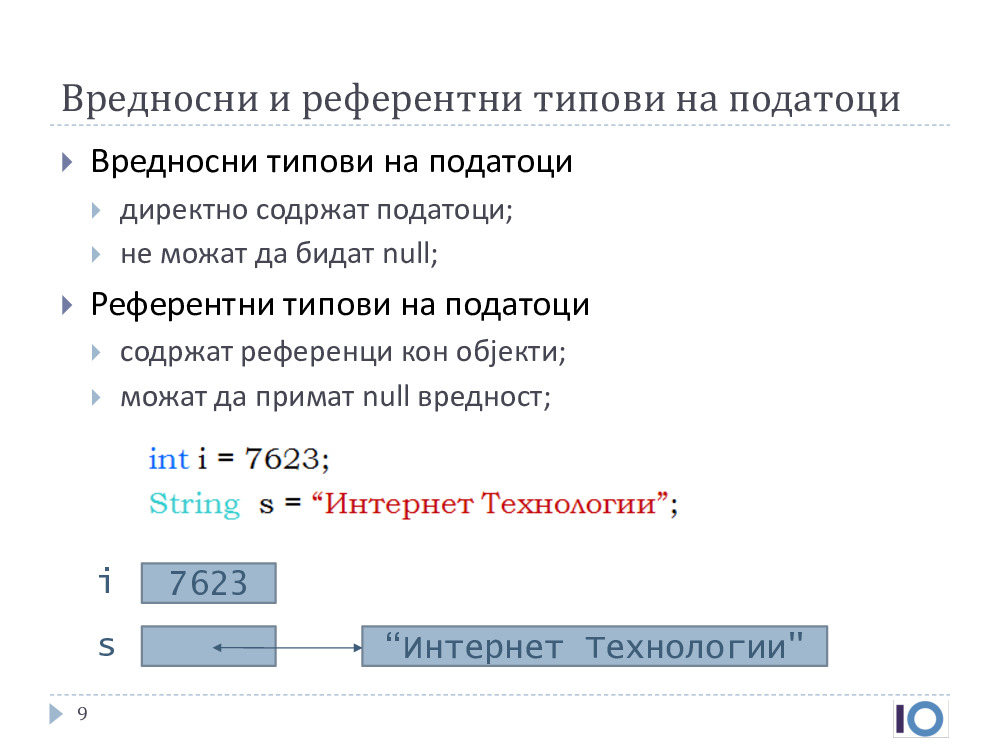 Вредносни и референтни типови на податоци
Вредносни типови на податоци
директно содржат податоци;
не можат да бидат null;
Референтни типови на податоци
содржат референци кон објекти;
можат да примат null вредност;
int i = 7623;
String s = “Интернет Технологии”;
i 7623
s “Интернет Технологии"
9
IO